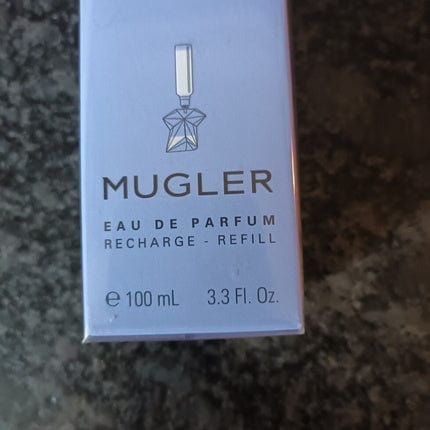 MUGLER
EAU DE PARFUM
RECHARGE - REFILL
℮ 100 mL 3.3 Fl. Oz.